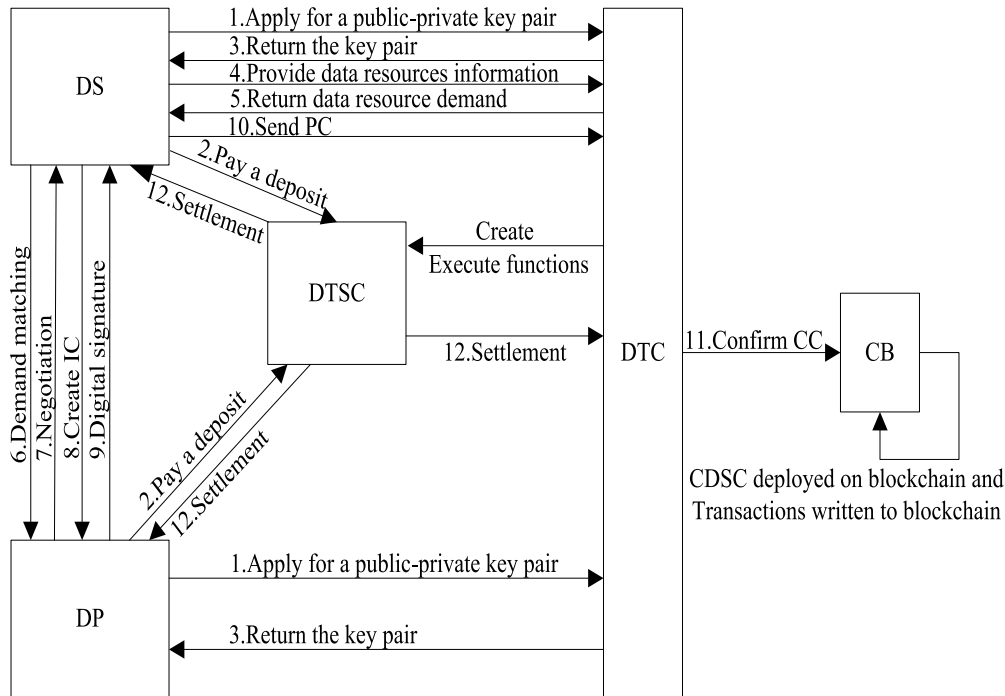 1.Apply for a public-private key pair
3.Return the key pair
DS
4.Provide data resources information
5.Return data resource demand
10.Send PC
2.Pay a deposit
12.Settlement
Create
Execute functions
DTSC
12.Settlement
DTC
11.Confirm CC
CB
6.Demand matching
7.Negotiation
8.Create IC
9.Digital signature
2.Pay a deposit
12.Settlement
CDSC deployed on blockchain and
Transactions written to blockchain
1.Apply for a public-private key pair
DP
3.Return the key pair